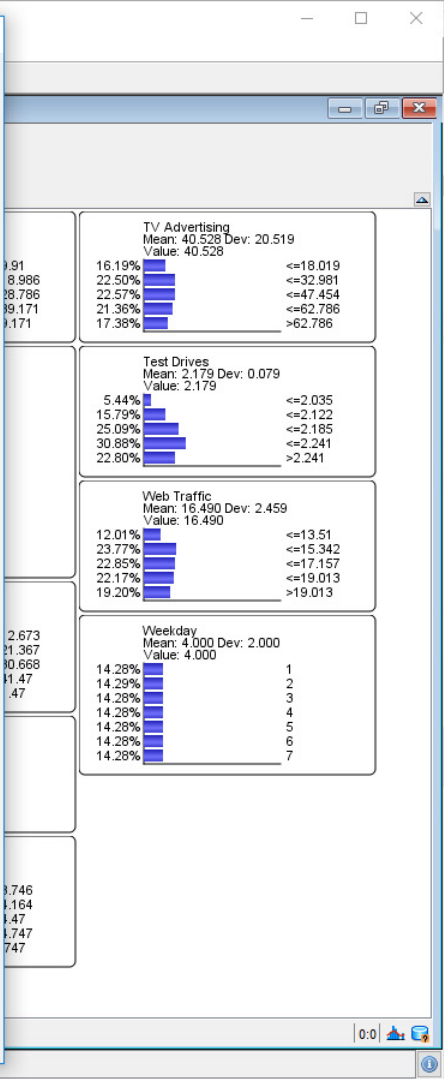 TV Advertising
Mean: 40.528 Dev: 20.519
Value: 40.528
16.19% <=18.019
22.50% <=32.981
22.57% <=47.454
21.36% <=62.786
17.38% >62.786
Test Drives
Mean: 2.179 Dev: 0.079
Value: 2.179
5.44% <=2.035
15.79% <=2.122
25.09% <=2.185
30.88% <=2.241
22.80% >2.241
Web Traffic
Mean: 16.490 Dev: 2.459
Value: 16.490
12.01% <=13.51
23.77% <=15.342
22.85% <=17.157
22.17% <=19.013
19.20% >19.013
Weekday
Mean: 4.000 Dev: 2.000
Value: 4.000
14.28% 1
14.29% 2
14.28% 3
14.28% 4
14.28% 5
14.28% 6
14.28% 7
8.986
2.673
.47
.747
0:0